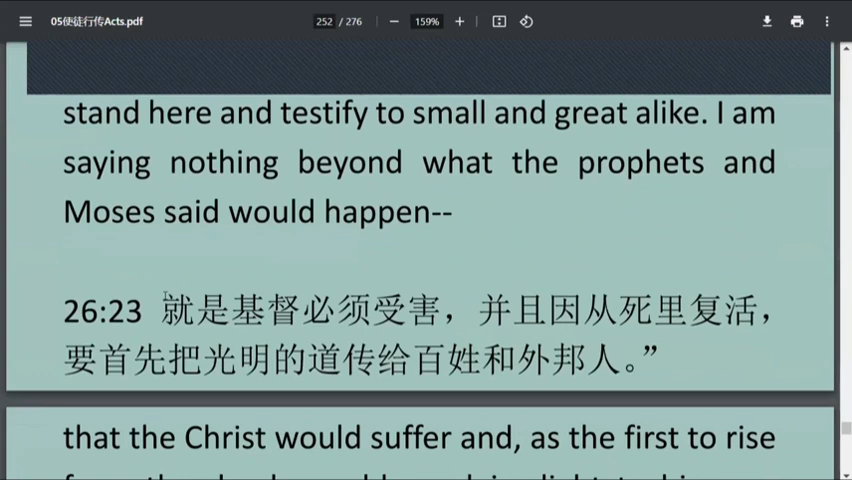 05使徒行传Acts.pdf
252 / 276
159%
stand here and testify to small and great alike. I am
saying nothing beyond what the prophets and
Moses said would happen--
26:23 就是基督必须受害，并且因从死里复活，
要首先把光明的道传给百姓和外邦人。”
that the Christ would suffer and, as the first to rise